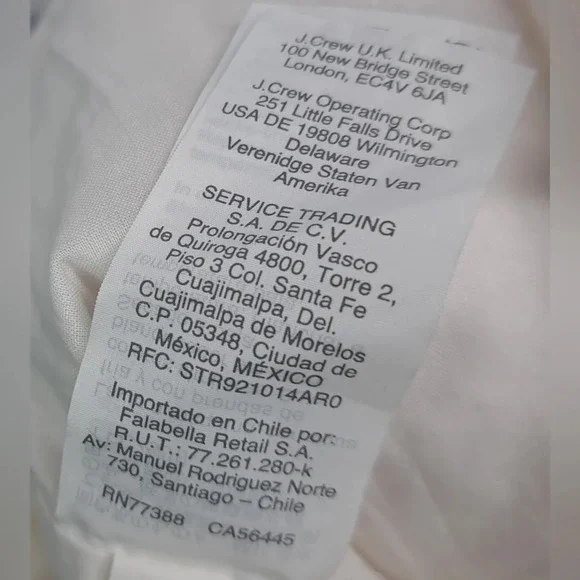 J.Crew U.K. Limited
100 New Bridge Street
London, EC4V 6JA
J.Crew Operating Corp
251 Little Falls Drive
USA DE 19808 Wilmington
Delaware
Verenidge Staten Van
Amerika
SERVICE TRADING
S.A. DE C.V.
Prolongación Vasco
de Quiroga 4800, Torre 2,
Piso 3 Col. Santa Fe
Cuajimalpa, Del.
Cuajimalpa de Morelos
C.P. 05348, Ciudad de
México, MÉXICO
RFC: STR921014AR0
Importado en Chile por:
Falabella Retail S.A.
R.U.T.: 77.261.280-k
Av: Manuel Rodriguez Norte
730, Santiago – Chile
RN77388 CA56445